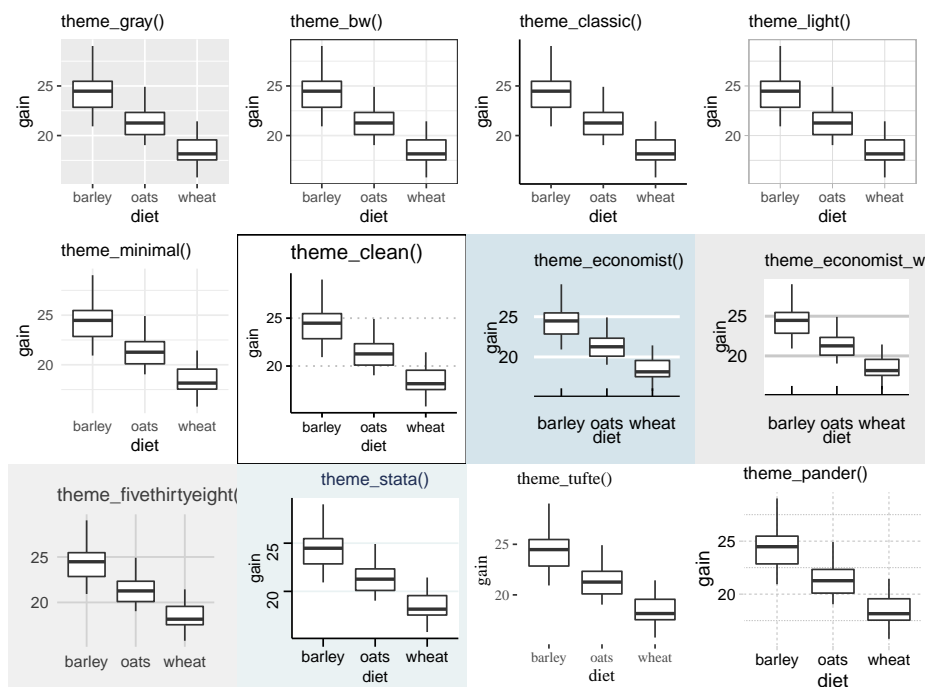 theme_gray()
gain
25
20
barley oats wheat
diet
theme_bw()
gain
25
20
barley oats wheat
diet
theme_classic()
gain
25
20
barley oats wheat
diet
theme_light()
gain
25
20
barley oats wheat
diet
theme_minimal()
gain
25
20
barley oats wheat
diet
theme_clean()
gain
25
20
barley oats wheat
diet
theme_economist()
gain
25
20
barley oats wheat
diet
theme_economist_w
gain
25
20
barley oats wheat
diet
theme_fivethirtyeight(
25
20
barley oats wheat
theme_stata()
gain
20 25
barley oats wheat
diet
theme_tufte()
gain
25
20
barley oats wheat
diet
theme_pander()
gain
25
20
barley oats wheat
diet